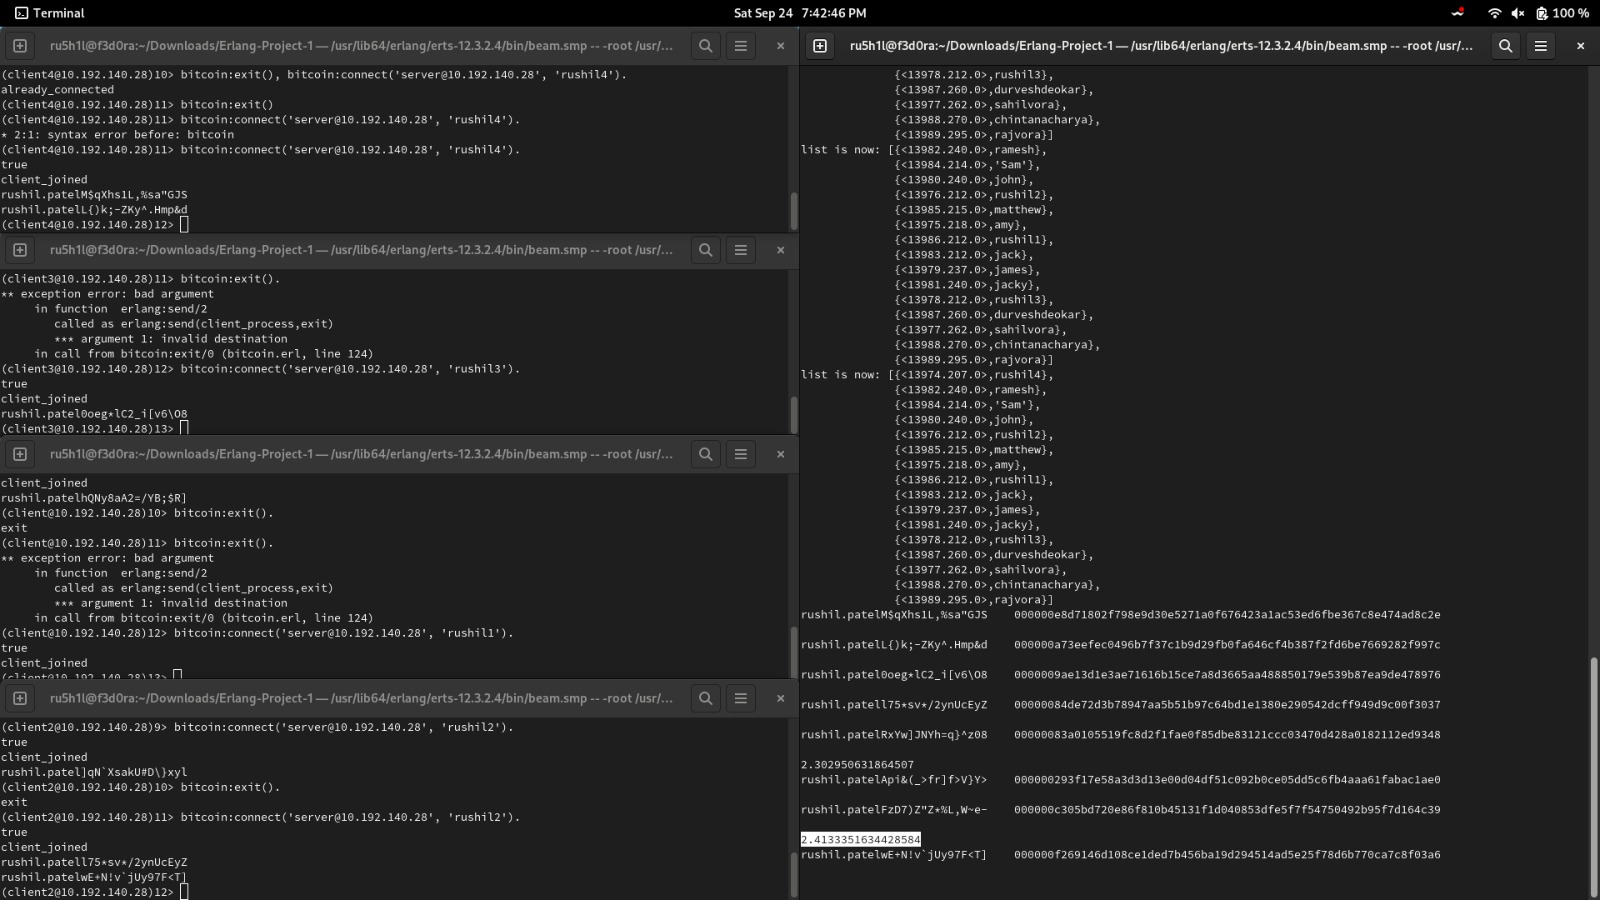 Terminal
Sat Sep 24  7:42:46 PM
100 %
ru5h1l@f3d0ra:~/Downloads/Erlang-Project-1 — /usr/lib64/erlang/erts-12.3.2.4/bin/beam.smp -- -root /usr/...
(client4@10.192.140.28)10> bitcoin:exit(), bitcoin:connect('server@10.192.140.28', 'rushil4').
already_connected
(client4@10.192.140.28)11> bitcoin:exit()
(client4@10.192.140.28)11> bitcoin:connect('server@10.192.140.28', 'rushil4').
* 2:1: syntax error before: bitcoin
(client4@10.192.140.28)11> bitcoin:connect('server@10.192.140.28', 'rushil4').
true
client_joined
rushil.patelM$qXhs1L,%sa"GJS
rushil.patelL{)k;-ZKy^.Hmp&d
(client4@10.192.140.28)12>
ru5h1l@f3d0ra:~/Downloads/Erlang-Project-1 — /usr/lib64/erlang/erts-12.3.2.4/bin/beam.smp -- -root /usr/...
(client3@10.192.140.28)11> bitcoin:exit().
** exception error: bad argument
     in function  erlang:send/2
        called as erlang:send(client_process,exit)
        *** argument 1: invalid destination
     in call from bitcoin:exit/0 (bitcoin.erl, line 124)
(client3@10.192.140.28)12> bitcoin:connect('server@10.192.140.28', 'rushil3').
true
client_joined
rushil.patel0oeg*lC2_i[v6\O8
(client3@10.192.140.28)13>
ru5h1l@f3d0ra:~/Downloads/Erlang-Project-1 — /usr/lib64/erlang/erts-12.3.2.4/bin/beam.smp -- -root /usr/...
client_joined
rushil.patelhQNy8aA2=/YB;$R]
(client@10.192.140.28)10> bitcoin:exit().
exit
(client@10.192.140.28)11> bitcoin:exit().
** exception error: bad argument
     in function  erlang:send/2
        called as erlang:send(client_process,exit)
        *** argument 1: invalid destination
     in call from bitcoin:exit/0 (bitcoin.erl, line 124)
(client@10.192.140.28)12> bitcoin:connect('server@10.192.140.28', 'rushil1').
true
client_joined
(client@10.192.140.28)13>
ru5h1l@f3d0ra:~/Downloads/Erlang-Project-1 — /usr/lib64/erlang/erts-12.3.2.4/bin/beam.smp -- -root /usr/...
(client2@10.192.140.28)9> bitcoin:connect('server@10.192.140.28', 'rushil2').
true
client_joined
rushil.patel]qN`XsakU#D\}xyl
(client2@10.192.140.28)10> bitcoin:exit().
exit
(client2@10.192.140.28)11> bitcoin:connect('server@10.192.140.28', 'rushil2').
true
client_joined
rushil.patell75*sv*/2ynUcEyZ
rushil.patelwE+N!v`jUy97F<T]
(client2@10.192.140.28)12>
ru5h1l@f3d0ra:~/Downloads/Erlang-Project-1 — /usr/lib64/erlang/erts-12.3.2.4/bin/beam.smp -- -root /usr/...
{<13978.212.0>,rushil3},
{<13987.260.0>,durveshdeokar},
{<13977.262.0>,sahilvora},
{<13988.270.0>,chintanacharya},
{<13989.295.0>,rajvora}]
list is now: [{<13982.240.0>,ramesh},
{<13984.214.0>,'Sam'},
{<13980.240.0>,john},
{<13976.212.0>,rushil2},
{<13985.215.0>,matthew},
{<13975.218.0>,amy},
{<13986.212.0>,rushil1},
{<13983.212.0>,jack},
{<13979.237.0>,james},
{<13981.240.0>,jacky},
{<13978.212.0>,rushil3},
{<13987.260.0>,durveshdeokar},
{<13977.262.0>,sahilvora},
{<13988.270.0>,chintanacharya},
{<13989.295.0>,rajvora}]
list is now: [{<13974.207.0>,rushil4},
{<13982.240.0>,ramesh},
{<13984.214.0>,'Sam'},
{<13980.240.0>,john},
{<13976.212.0>,rushil2},
{<13985.215.0>,matthew},
{<13975.218.0>,amy},
{<13986.212.0>,rushil1},
{<13983.212.0>,jack},
{<13979.237.0>,james},
{<13981.240.0>,jacky},
{<13978.212.0>,rushil3},
{<13987.260.0>,durveshdeokar},
{<13977.262.0>,sahilvora},
{<13988.270.0>,chintanacharya},
{<13989.295.0>,rajvora}]
rushil.patelM$qXhs1L,%sa"GJS    000000e8d71802f798e9d30e5271a0f676423a1ac53ed6fbe367c8e474ad8c2e
rushil.patelL{)k;-ZKy^.Hmp&d    000000a73eefec0496b7f37c1b9d29fb0fa646cf4b387f2fd6be7669282f997c
rushil.patel0oeg*lC2_i[v6\O8    000009ae13d1e3ae71616b15ce7a8d3665aa488850179e539b87ea9de478976
rushil.patell75*sv*/2ynUcEyZ    00000084de72d3b78947aa5b51b97c64bd1e1380e290542dcff949d9c00f3037
rushil.patelRxYw]JNYh=q}^z08    00000083a0105519fc8d2f1fae0f85dbe83121ccc03470d428a0182112ed9348
2.302950631864507
rushil.patelApi&(_>fr]f>V}Y>    000000293f17e58a3d3d13e00d04df51c092b0ce05dd5c6fb4aaa61fabac1ae0
rushil.patelFzD7)Z"Z*%L,W~e-    000000c305bd720e86f810b45131f1d040853dfe5f7f54750492b95f7d164c39
2.4133351634428584
rushil.patelwE+N!v`jUy97F<T]    000000f269146d108ce1ded7b456ba19d294514ad5e25f78d6b770ca7c8f03a6